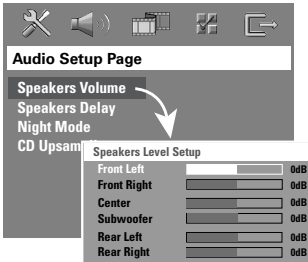 Audio Setup Page
Speakers Volume
Speakers Delay
Night Mode
CD Upsam
Speakers Level Setup
Front Left 0dB
Front Right 0dB
Center 0dB
Subwoofer 0dB
Rear Left 0dB
Rear Right 0dB